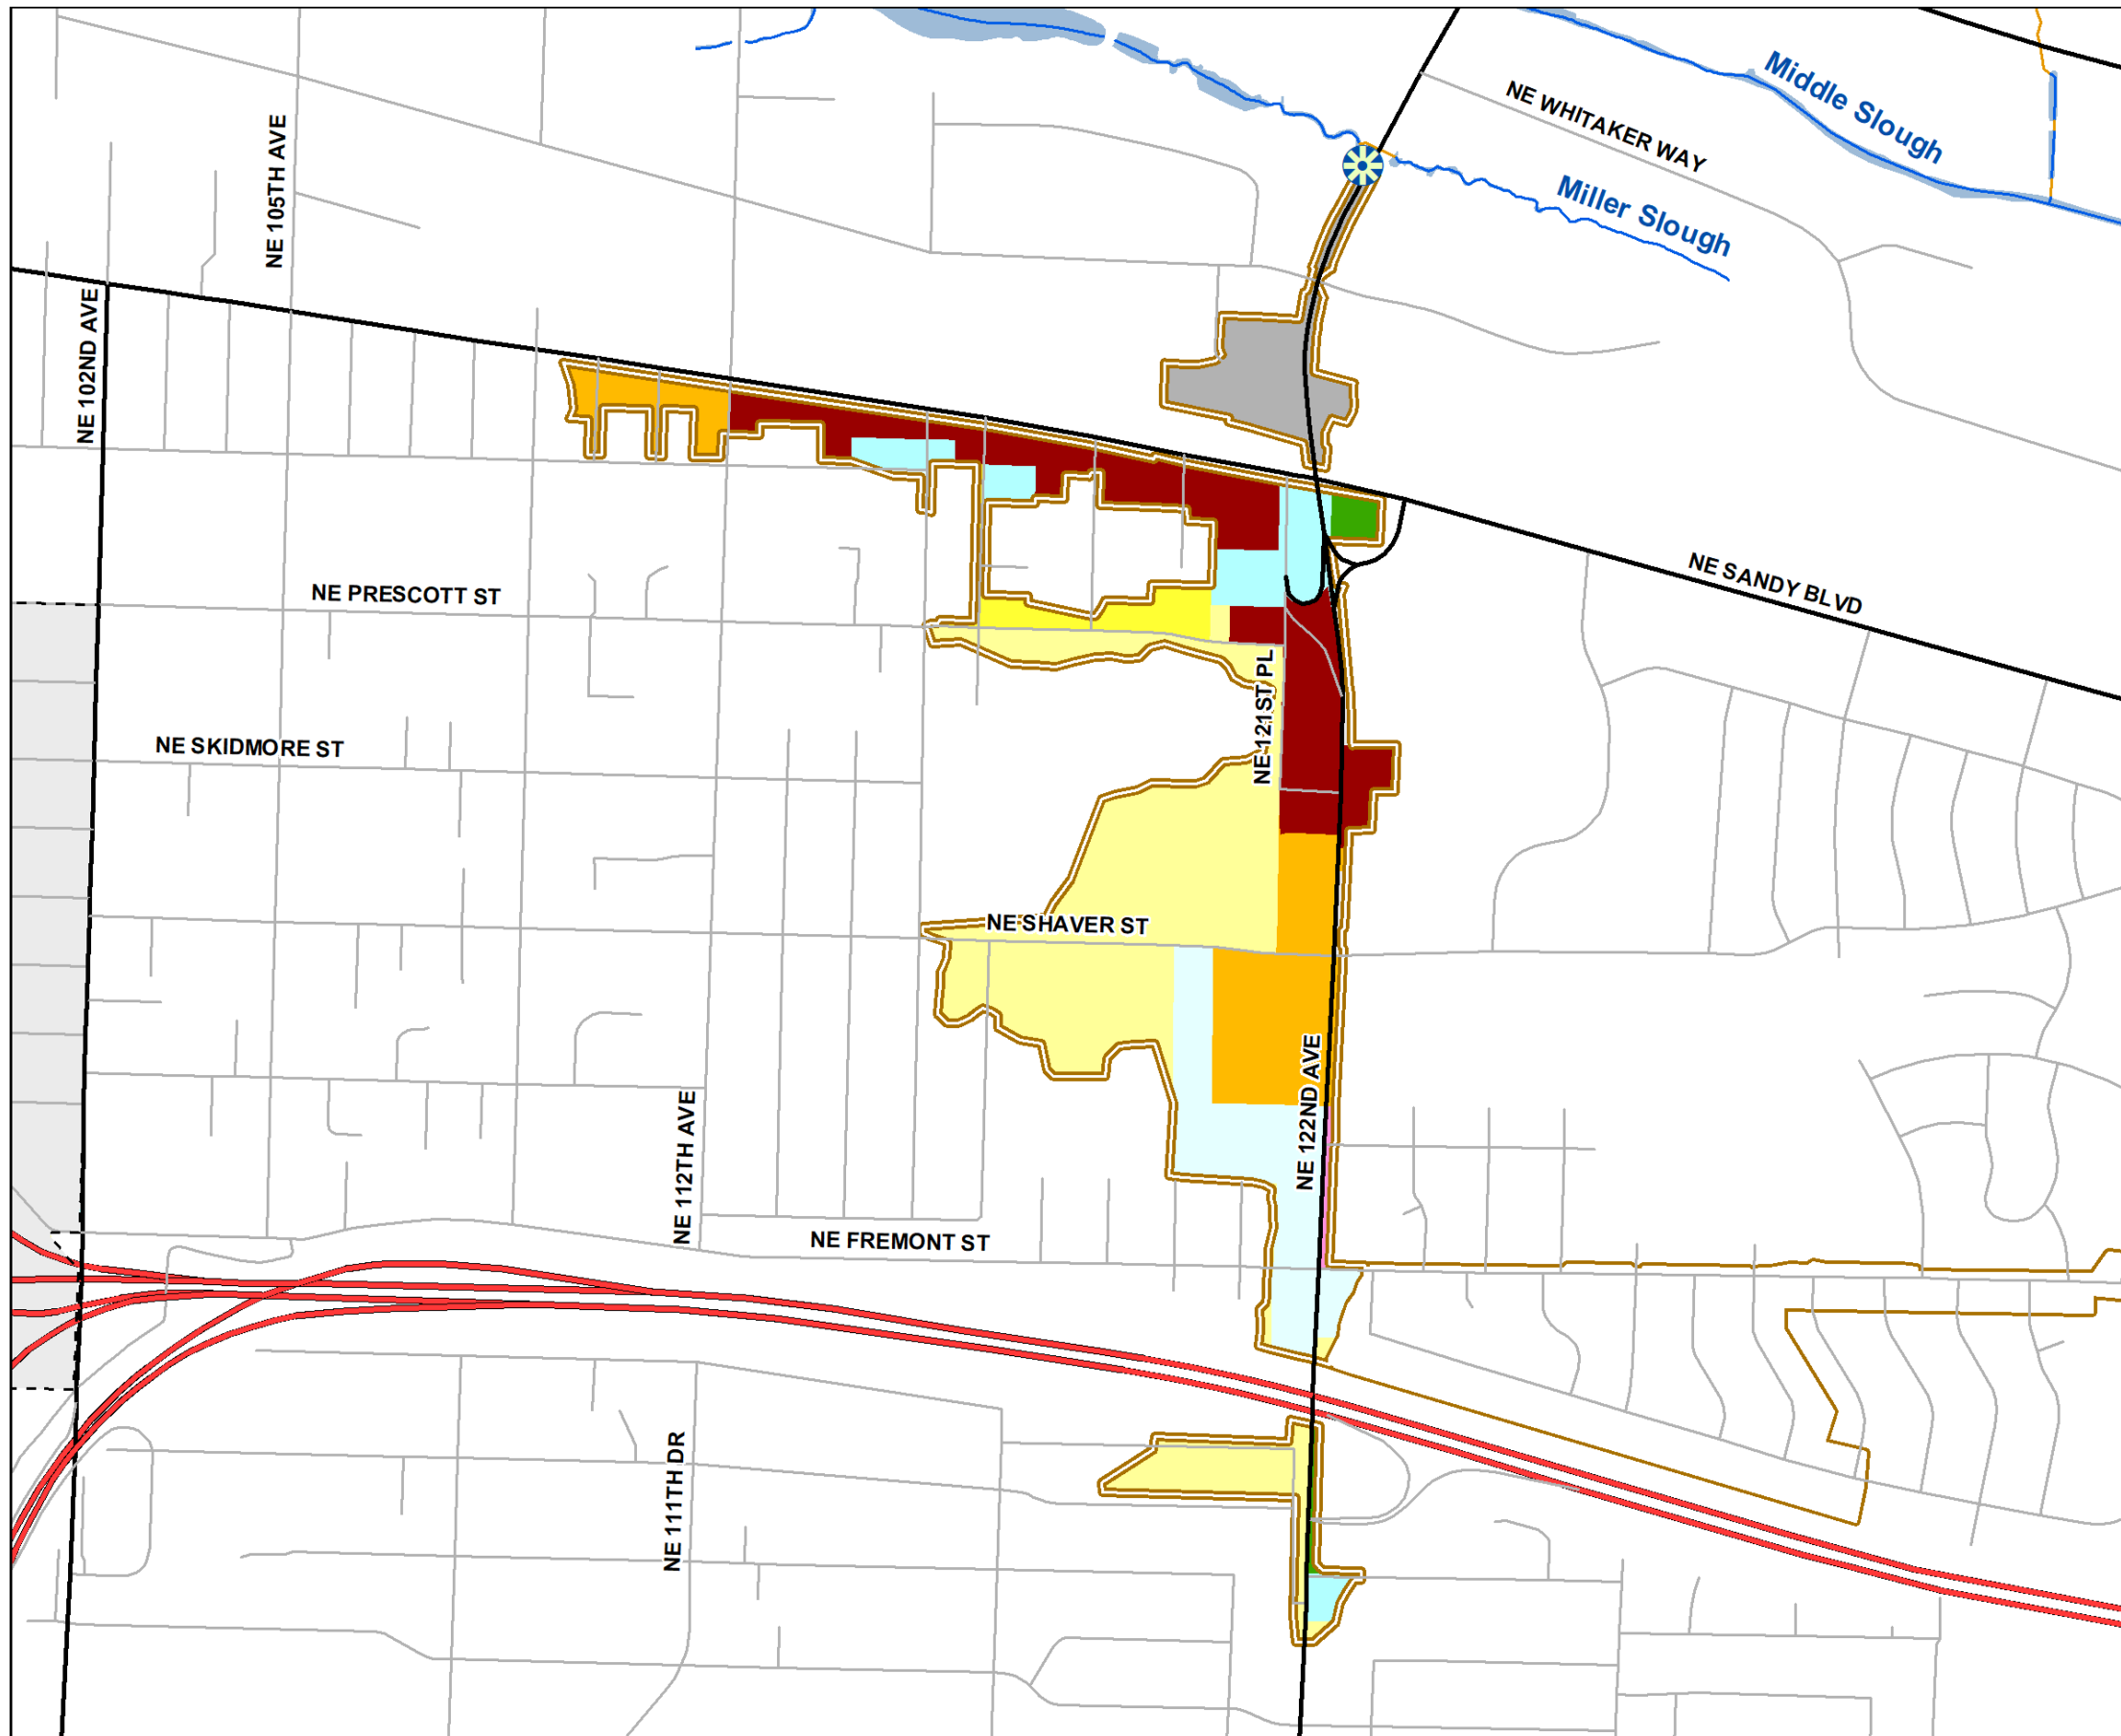 Middle Slough
NE WHITAKER WAY
NE 105TH AVE
Miller Slough
NE 102ND AVE
NE SANDY BLVD
NE PRESCOTT ST
NE 121ST PL
NE SKIDMORE ST
NE SHAVER ST
NE 122ND AVE
NE 112TH AVE
NE FREMONT ST
NE 111TH DR